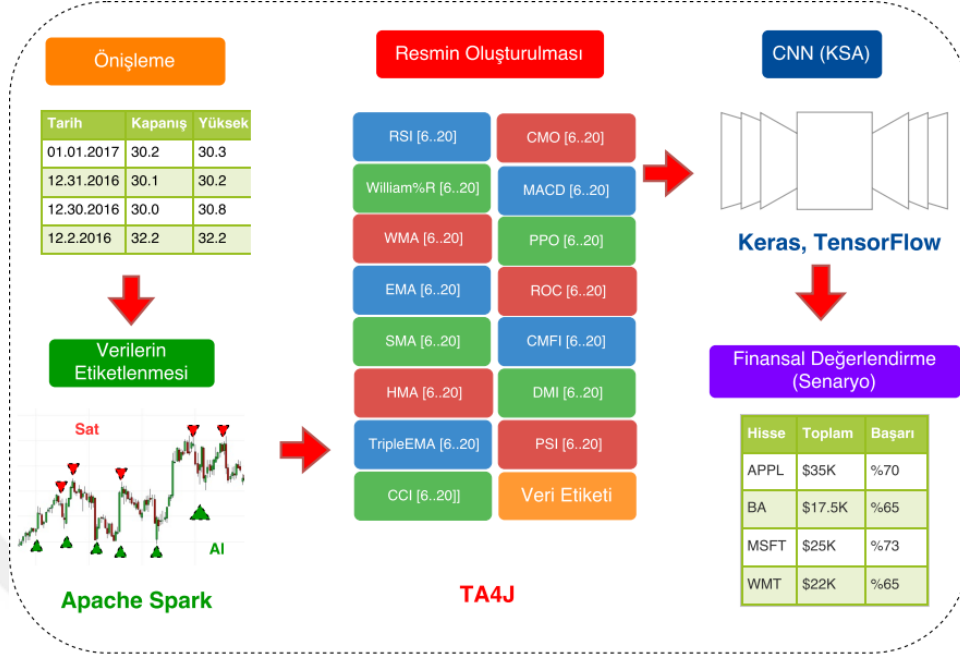 Önişleme
Tarih Kapanış Yüksek
01.01.2017 30.2 30.3
12.31.2016 30.1 30.2
12.30.2016 30.0 30.8
12.2.2016 32.2 32.2
Verilerin
Etiketlenmesi
Sat
Al
Apache Spark
Resmin Oluşturulması
RSI [6..20] CMO [6..20]
William%R [6..20] MACD [6..20]
WMA [6..20] PPO [6..20]
EMA [6..20] ROC [6..20]
SMA [6..20] CMFI [6..20]
HMA [6..20] DMI [6..20]
TripleEMA [6..20] PSI [6..20]
CCI [6..20]] Veri Etiketi
TA4J
CNN (KSA)
Keras, TensorFlow
Finansal Değerlendirme
(Senaryo)
Hisse Toplam Başarı
APPL $35K %70
BA $17.5K %65
MSFT $25K %73
WMT $22K %65